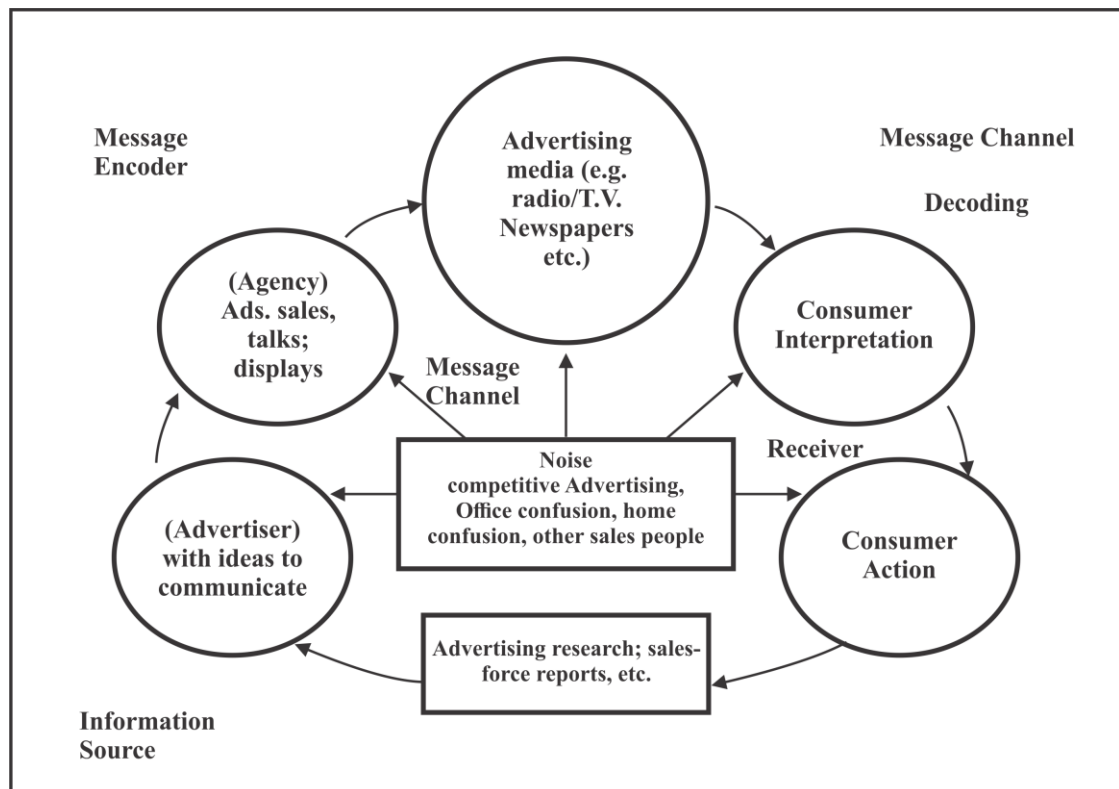 Message
Encoder
Advertising
media (e.g.
radio/T.V.
Newspapers
etc.)
Message Channel
Decoding
(Agency)
Ads. sales,
talks;
displays
Consumer
Interpretation
Message
Channel
Receiver
Noise
competitive Advertising,
Office confusion, home
confusion, other sales people
(Advertiser)
with ideas to
communicate
Consumer
Action
Advertising research; sales-
force reports, etc.
Information
Source